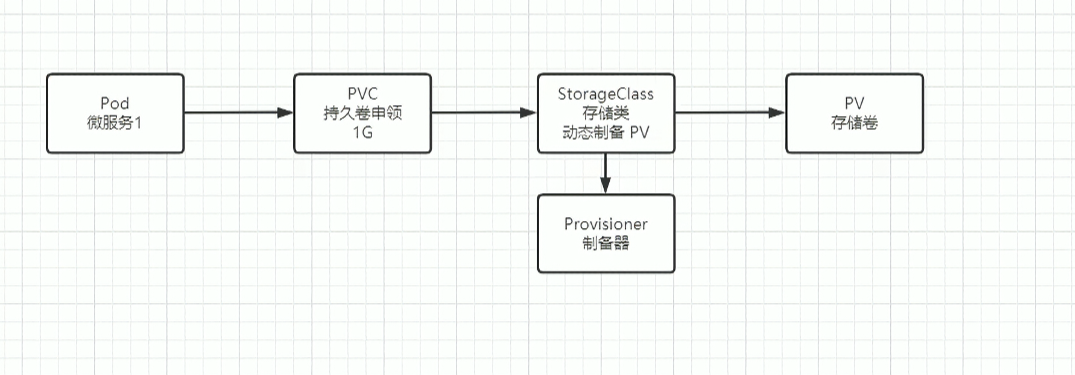 Pod
微服务1
PVC
持久卷申领
1G
StorageClass
存储类
动态制备 PV
PV
存储卷
Provisioner
制备器